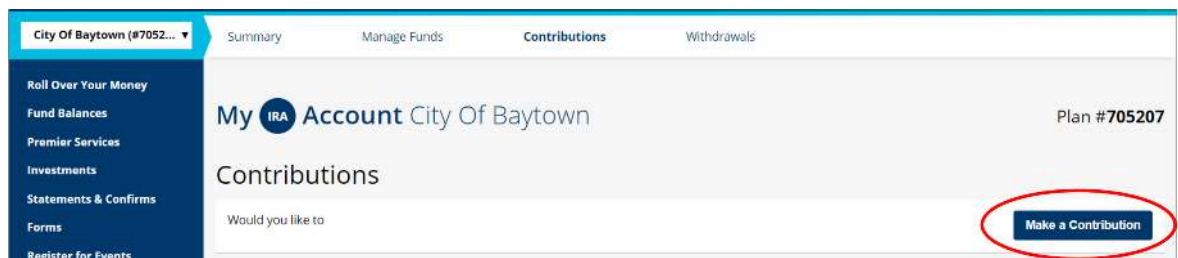 City Of Baytown (#7052... ▼
Summary
Manage Funds
Contributions
Withdrawals
Roll Over Your Money
Fund Balances
Premier Services
Investments
Statements & Confirms
Forms
Register for Events
My IRA Account City Of Baytown
Plan #705207
Contributions
Would you like to
Make a Contribution